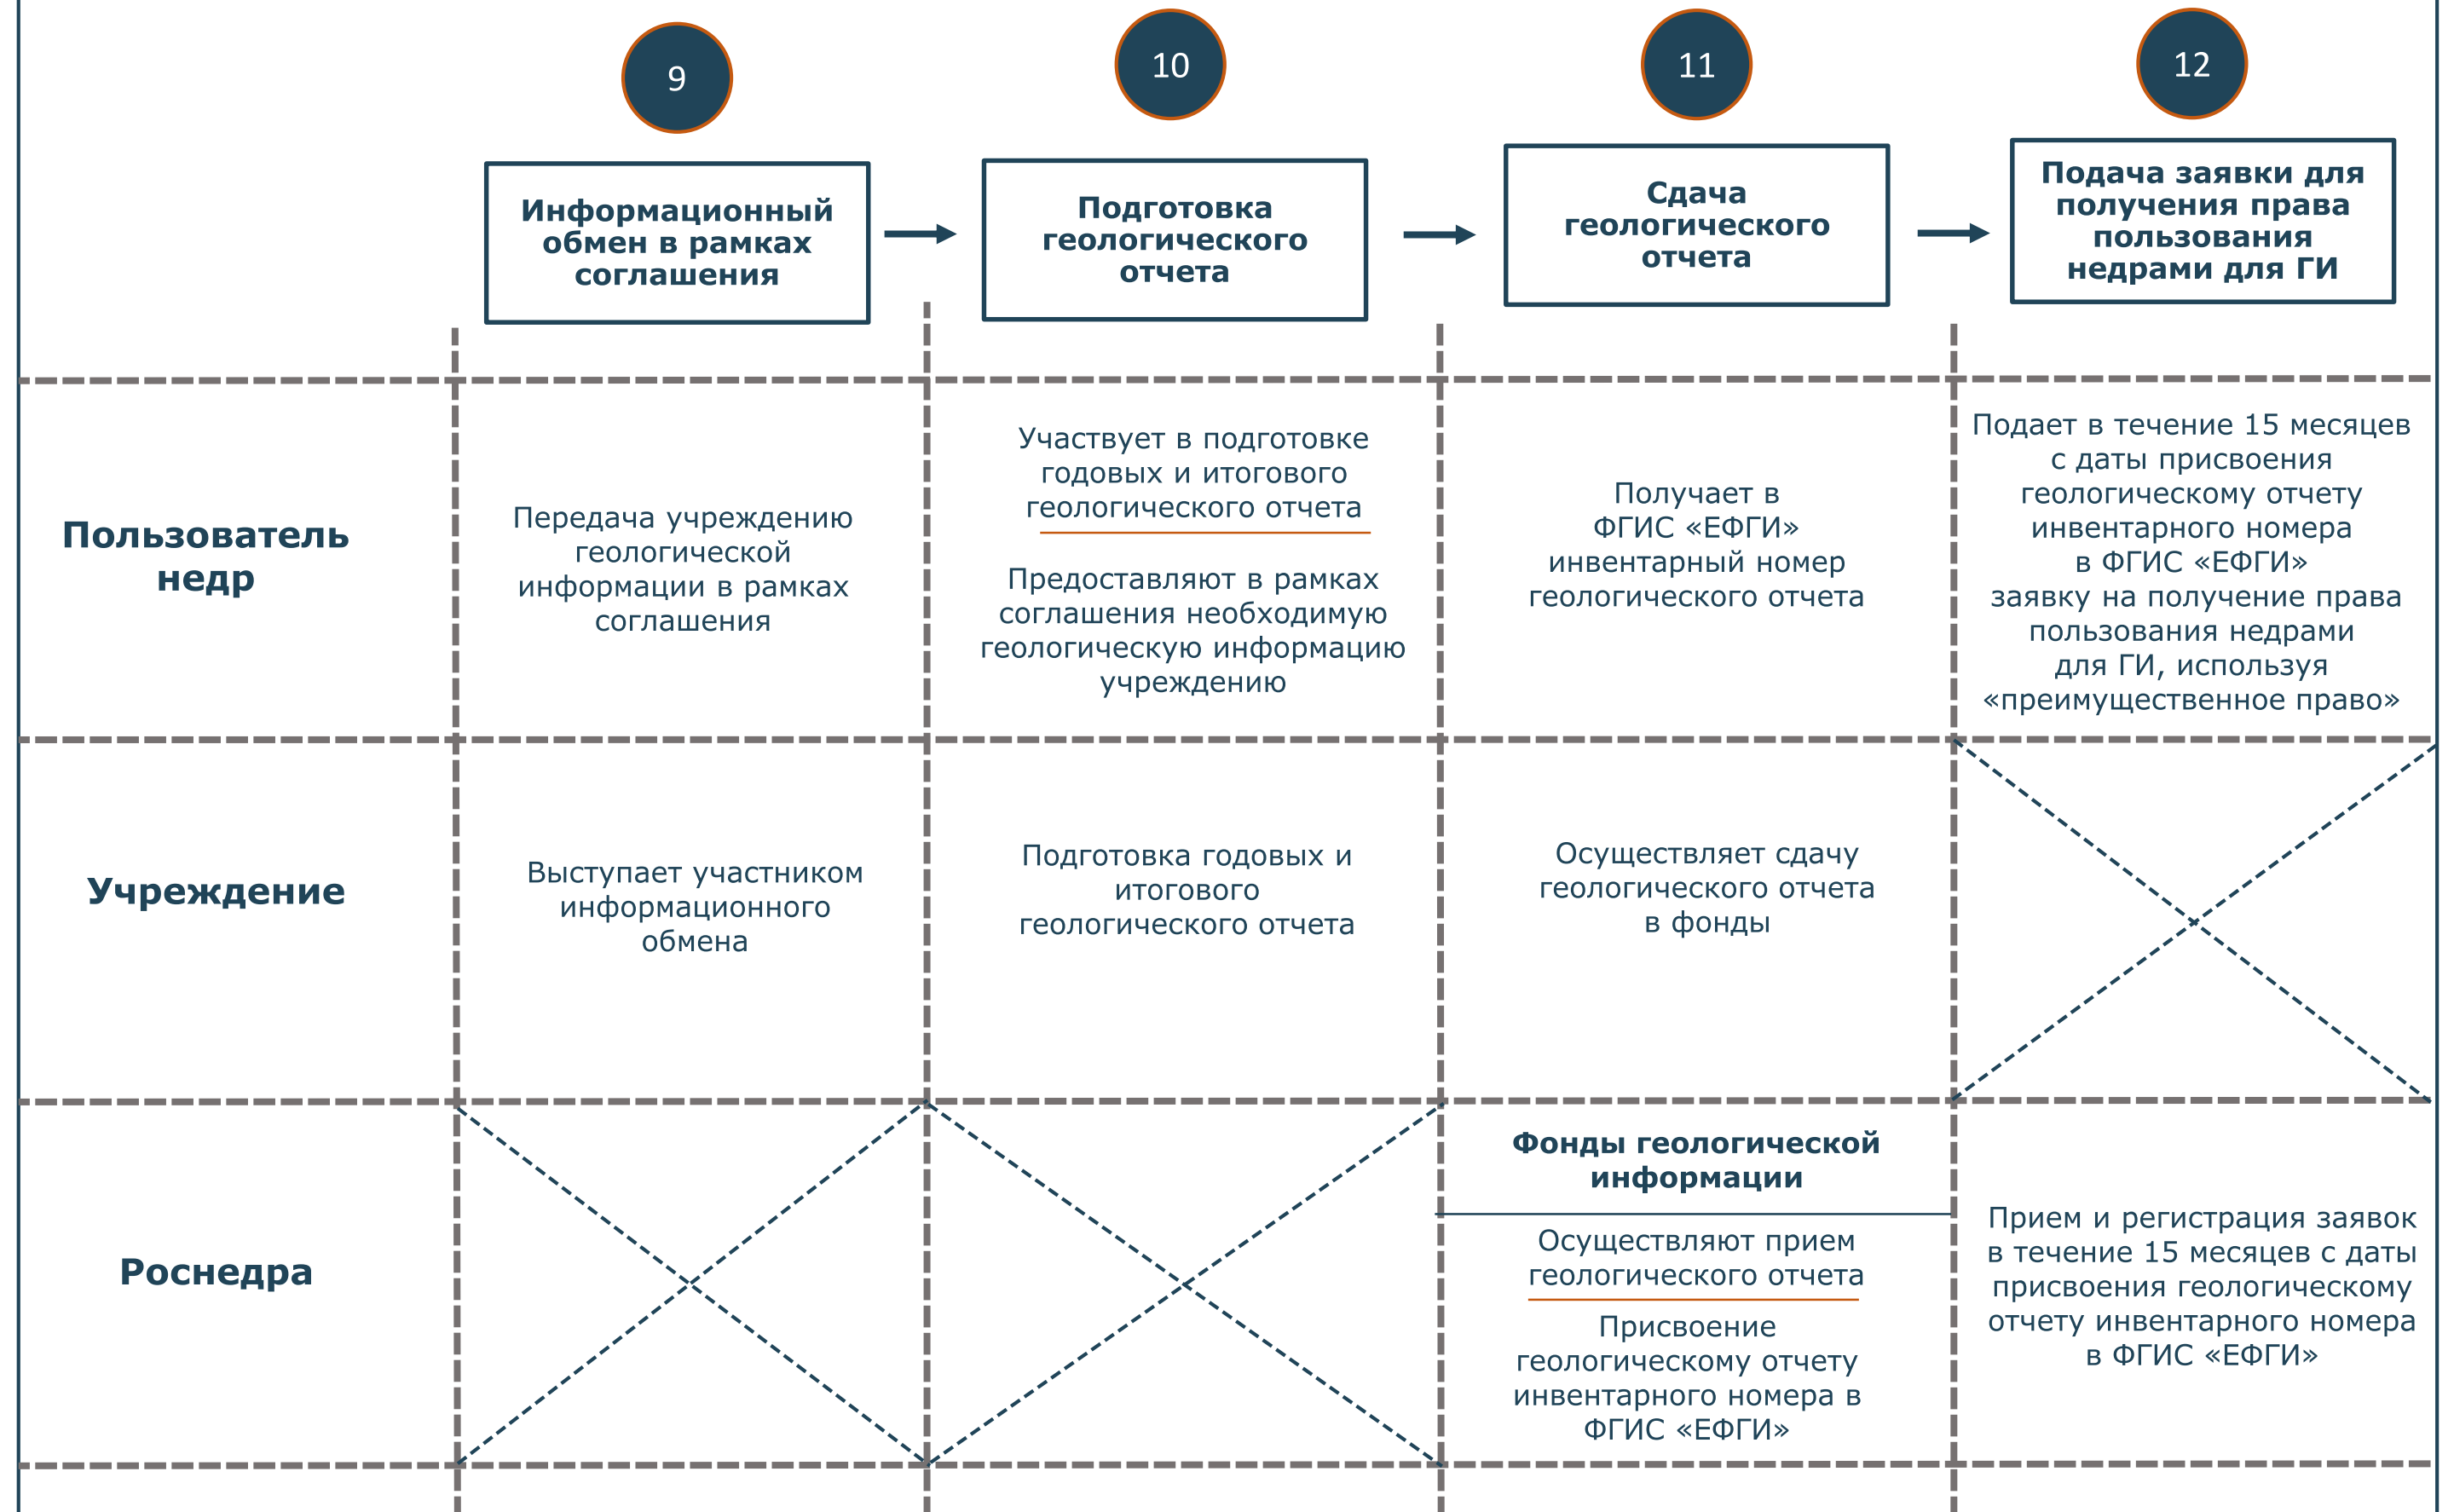 9
10
11
12
Информационный
обмен в рамках
соглашения
Подготовка
геологического
отчета
Сдача
геологического
отчета
Подача заявки для
получения права
пользования
недрами для ГИ
Пользователь
недр
Передача учреждению
геологической
информации в рамках
соглашения
Участвует в подготовке
годовых и итогового
геологического отчета
Предоставляют в рамках
соглашения необходимую
геологическую информацию
учреждению
Получает в
ФГИС «ЕФГИ»
инвентарный номер
геологического отчета
Подает в течение 15 месяцев
с даты присвоения
геологическому отчету
инвентарного номера
в ФГИС «ЕФГИ»
заявку на получение права
пользования недрами
для ГИ, используя
«преимущественное право»
Учреждение
Выступает участником
информационного
обмена
Подготовка годовых и
итогового
геологического отчета
Осуществляет сдачу
геологического отчета
в фонды
Роснедра
Фонды геологической
информации
Осуществляют прием
геологического отчета
Присвоение
геологическому отчету
инвентарного номера в
ФГИС «ЕФГИ»
Прием и регистрация заявок
в течение 15 месяцев с даты
присвоения геологическому
отчету инвентарного номера
в ФГИС «ЕФГИ»